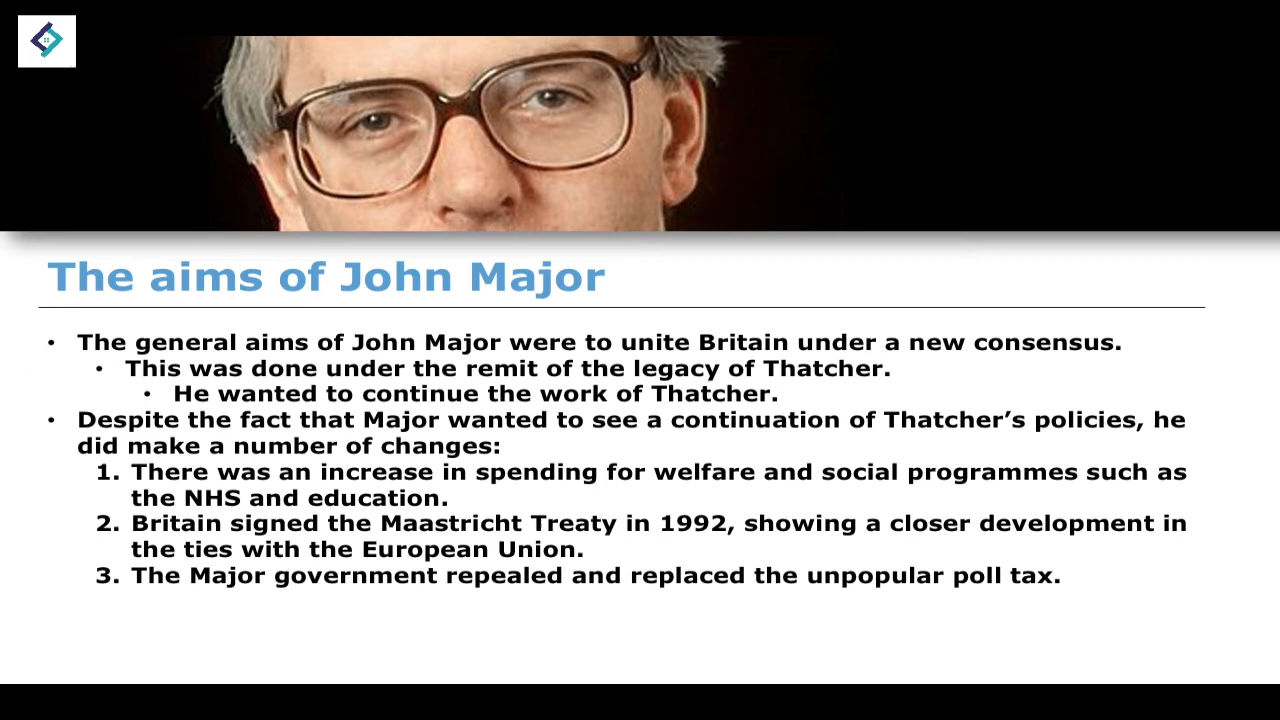 The aims of John Major
• The general aims of John Major were to unite Britain under a new consensus.
• This was done under the remit of the legacy of Thatcher.
• He wanted to continue the work of Thatcher.
• Despite the fact that Major wanted to see a continuation of Thatcher’s policies, he
did make a number of changes:
1. There was an increase in spending for welfare and social programmes such as
the NHS and education.
2. Britain signed the Maastricht Treaty in 1992, showing a closer development in
the ties with the European Union.
3. The Major government repealed and replaced the unpopular poll tax.